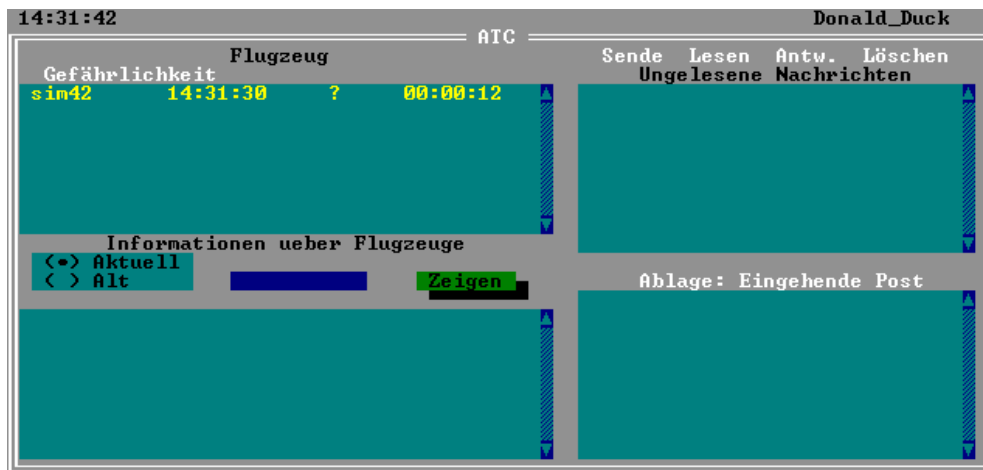 14:31:42 Donald_Duck
ATC
Flugzeug
Gefährlichkeit
sim42 14:31:30 ? 00:00:12
Informationen ueber Flugzeuge
(•) Aktuell
( ) Alt
Zeigen
Sende Lesen Antw. Löschen
Ungelesene Nachrichten
Ablage: Eingehende Post